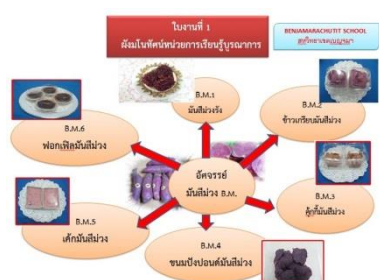 ใบงานที่ 1
ผังมโนทัศน์หน่วยการเรียนรู้บูรณาการ
BENJAMARACHUTIT SCHOOL
B.M.1
มันสีม่วงรัง
B.M.2
ข้าวเกรียบมันสีม่วง
B.M.6
ฟอกเฟิลมันสีม่วง
อัศจรรย์
มันสีม่วง B.M.
B.M.3
คุ้กกี้มันสีม่วง
B.M.5
เค้กมันสีม่วง
B.M.4
ขนมปังปอนด์มันสีม่วง